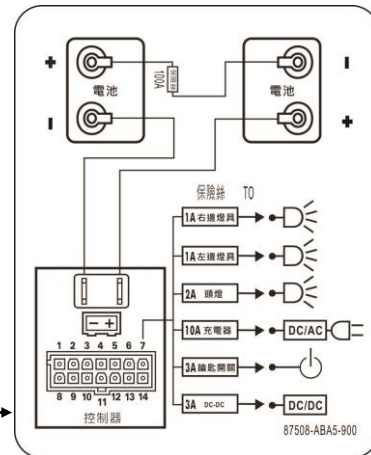 +
-
電池
-
+
電池
保險絲
100A
保險絲 TO
1A 右邊燈具
1A 左邊燈具
2A 頭燈
10A 充電器
DC/AC
3A 鑰匙開關
3A DC-DC
DC/DC
- +
1 2 3 4 5 6 7
8 9 10 11 12 13 14
控制器
87508-ABA5-900